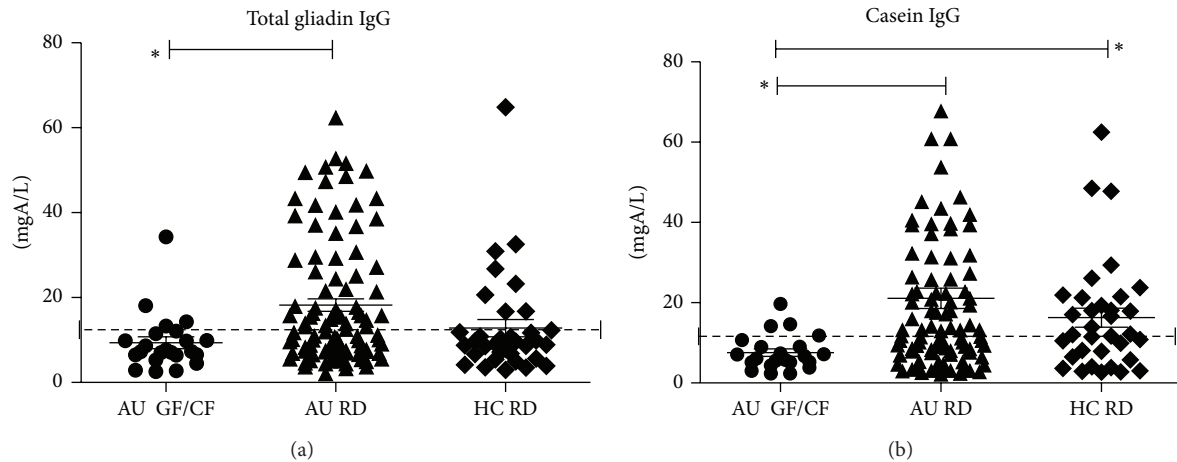 Total gliadin IgG
*
80
60
40
20
0
(mgA/L)
AU GF/CF
AU RD
HC RD
(a)
Casein IgG
*
*
80
60
40
20
0
(mgA/L)
AU GF/CF
AU RD
HC RD
(b)